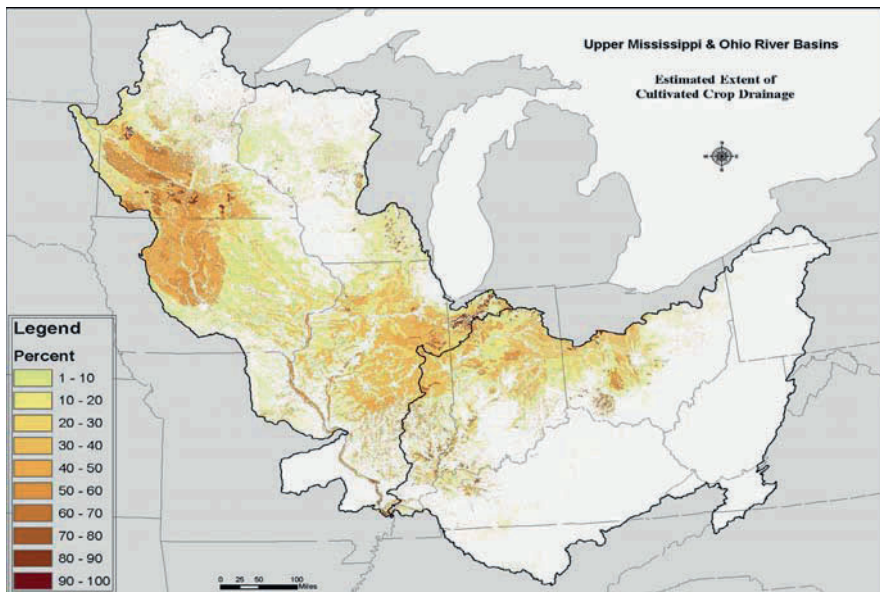 Upper Mississippi & Ohio River Basins
Estimated Extent of
Cultivated Crop Drainage
Legend
Percent
1 - 10
10 - 20
20 - 30
30 - 40
40 - 50
50 - 60
60 - 70
70 - 80
80 - 90
90 - 100
0 25 50 100
Miles